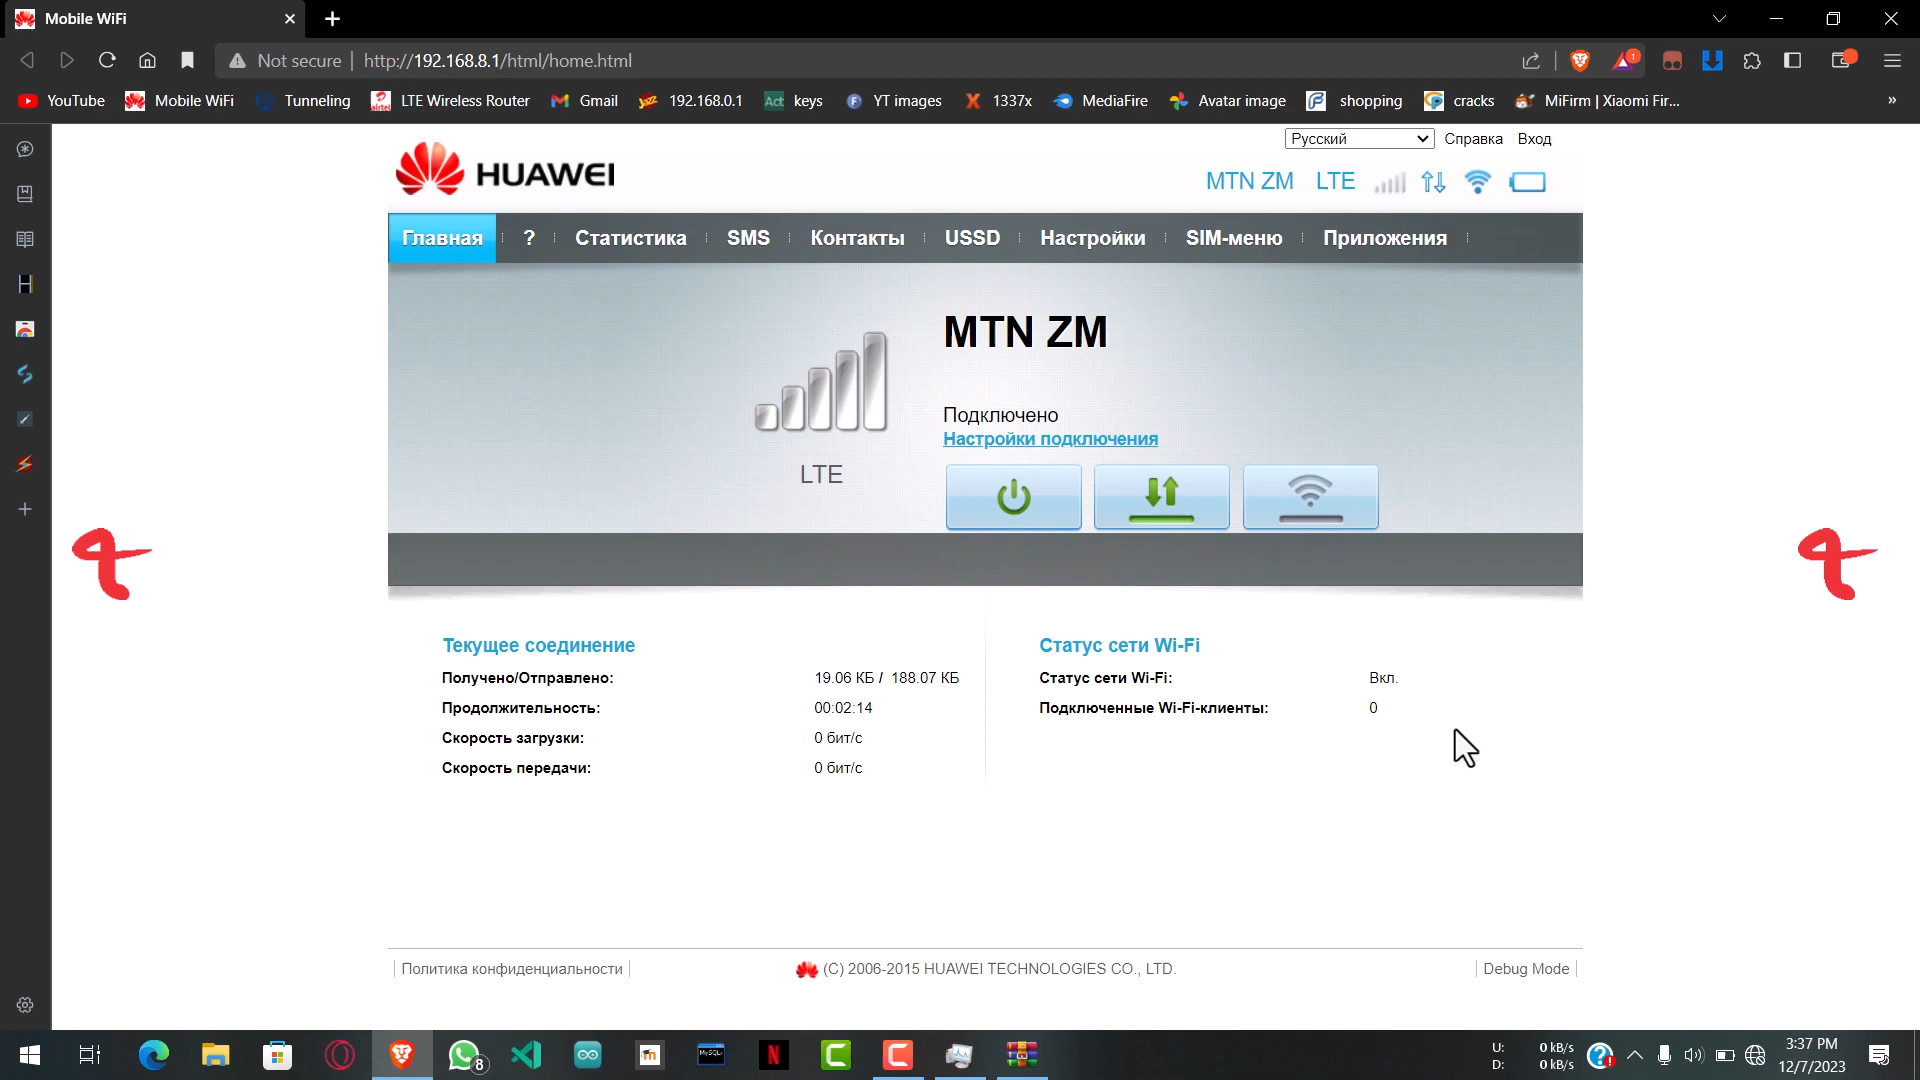 Mobile WiFi
Not secure
http://192.168.8.1/html/home.html
1
YouTube
Mobile WiFi
Tunneling
LTE Wireless Router
Gmail
192.168.0.1
Act
keys
YT images
1337x
MediaFire
Avatar image
shopping
cracks
MiFirm | Xiaomi Fir...
»
Русский
Справка
Вход
HUAWEI
MTN ZM
LTE
Главная
?
Статистика
SMS
Контакты
USSD
Настройки
SIM-меню
Приложения
MTN ZM
Подключено
Настройки подключения
LTE
Текущее соединение
Получено/Отправлено:
19.06 КБ / 188.07 КБ
Продолжительность:
00:02:14
Скорость загрузки:
0 бит/с
Скорость передачи:
0 бит/с
Статус сети Wi-Fi
Статус сети Wi-Fi:
Вкл.
Подключенные Wi-Fi-клиенты:
0
Политика конфиденциальности
(C) 2006-2015 HUAWEI TECHNOLOGIES CO., LTD.
Debug Mode
8
U:
0 kB/s
D:
0 kB/s
3:37 PM
12/7/2023